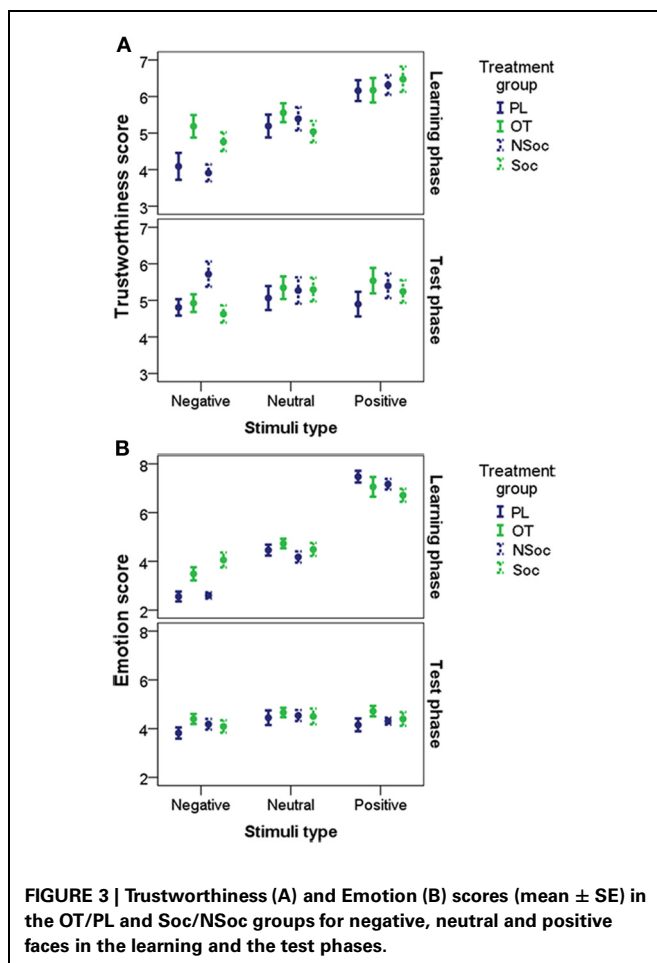 A
Trustworthiness score
7
6
5
4
3
Learning phase
7
6
5
4
3
Test phase
Negative Neutral Positive
Stimuli type
Treatment
group
PL
OT
NSoc
Soc
B
Emotion score
8
6
4
2
Learning phase
8
6
4
2
Test phase
Negative Neutral Positive
Stimuli type
Treatment
group
PL
OT
NSoc
Soc
FIGURE 3 | Trustworthiness (A) and Emotion (B) scores (mean ± SE) in
the OT/PL and Soc/NSoc groups for negative, neutral and positive
faces in the learning and the test phases.